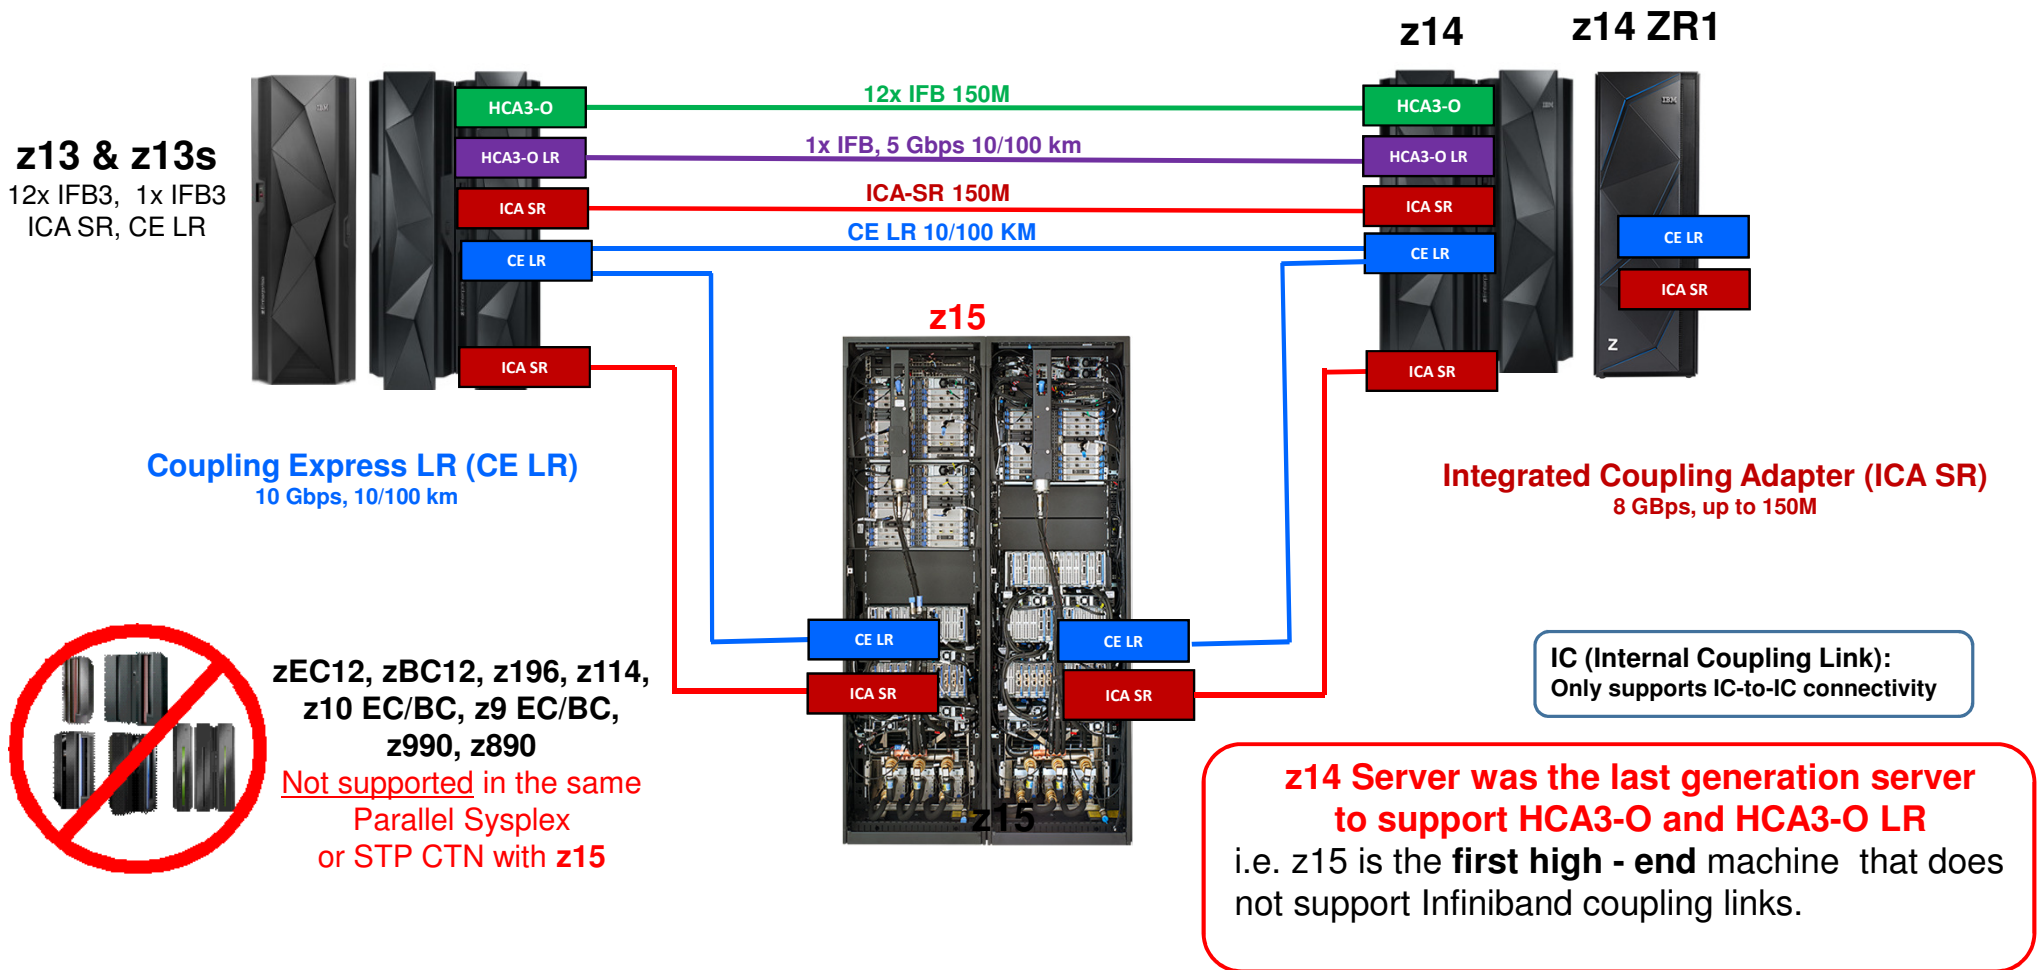 z14
z14 ZR1
HCA3-O
12x IFB 150M
HCA3-O
z13 & z13s
12x IFB3, 1x IFB3
ICA SR, CE LR
HCA3-O LR
1x IFB, 5 Gbps 10/100 km
HCA3-O LR
ICA SR
ICA-SR 150M
ICA SR
CE LR
CE LR 10/100 KM
CE LR
CE LR
ICA SR
IBM
IBM
z15
ICA SR
ICA SR
Z
Coupling Express LR (CE LR)
10 Gbps, 10/100 km
Integrated Coupling Adapter (ICA SR)
8 GBps, up to 150M
CE LR
CE LR
ICA SR
ICA SR
zEC12, zBC12, z196, z114,
z10 EC/BC, z9 EC/BC,
z990, z890
Not supported in the same
Parallel Sysplex
or STP CTN with z15
IC (Internal Coupling Link):
Only supports IC-to-IC connectivity
z15
z14 Server was the last generation server
to support HCA3-O and HCA3-O LR
i.e. z15 is the first high - end machine that does
not support Infiniband coupling links.